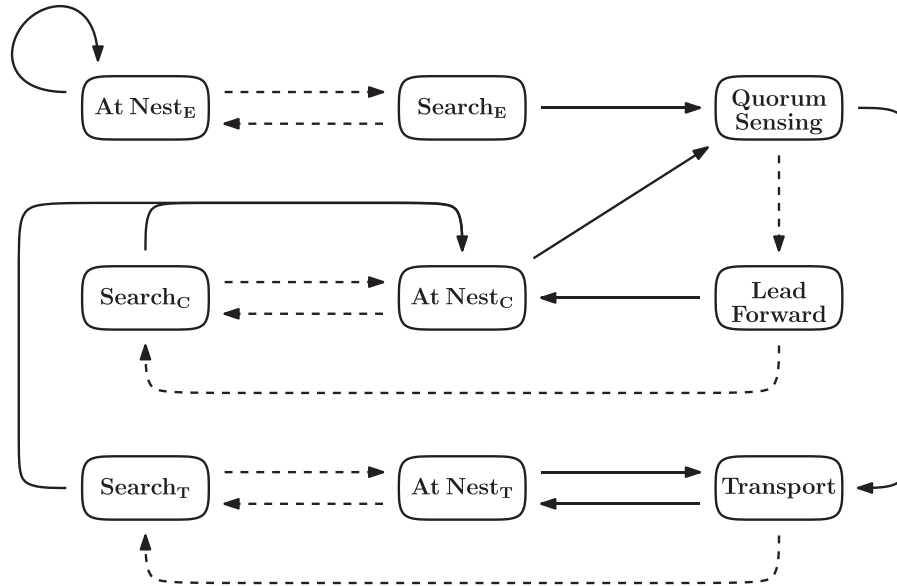 At Nest_E
Search_E
Quorum
Sensing
Search_C
At Nest_C
Lead
Forward
Search_T
At Nest_T
Transport